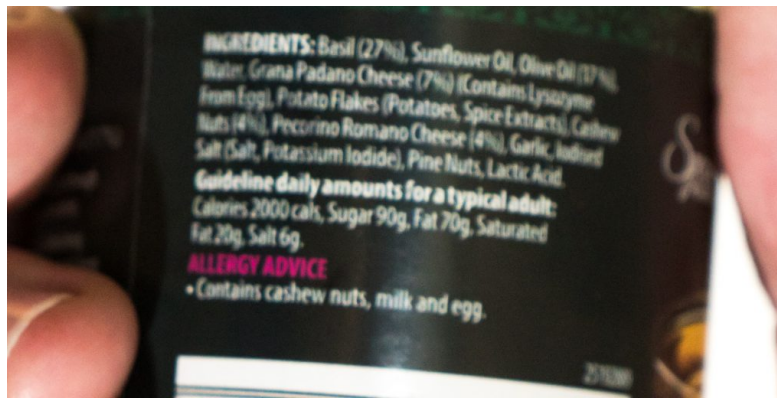 INGREDIENTS: Basil (27%), Sunflower Oil, Olive Oil (17%),
Water, Grana Padano Cheese (7%) (Contains Lysozyme
from Egg), Potato Flakes (Potatoes, Spice Extracts), Cashew
Nuts (4%), Pecorino Romano Cheese (4%), Garlic, Iodised
Salt (Salt, Potassium Iodide), Pine Nuts, Lactic Acid.
Guideline daily amounts for a typical adult:
Calories 2000 cals, Sugar 90g, Fat 70g, Saturated
Fat 20g, Salt 6g.
ALLERGY ADVICE
• Contains cashew nuts, milk and egg.